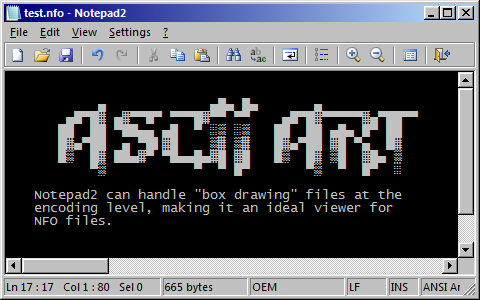 test.nfo - Notepad2
File Edit View Settings ?
ASCII ART
Notepad2 can handle "box drawing" files at the
encoding level, making it an ideal viewer for
NFO files.
Ln 17 : 17 Col 1 : 80 Sel 0 665 bytes OEM LF INS ANSI Ar